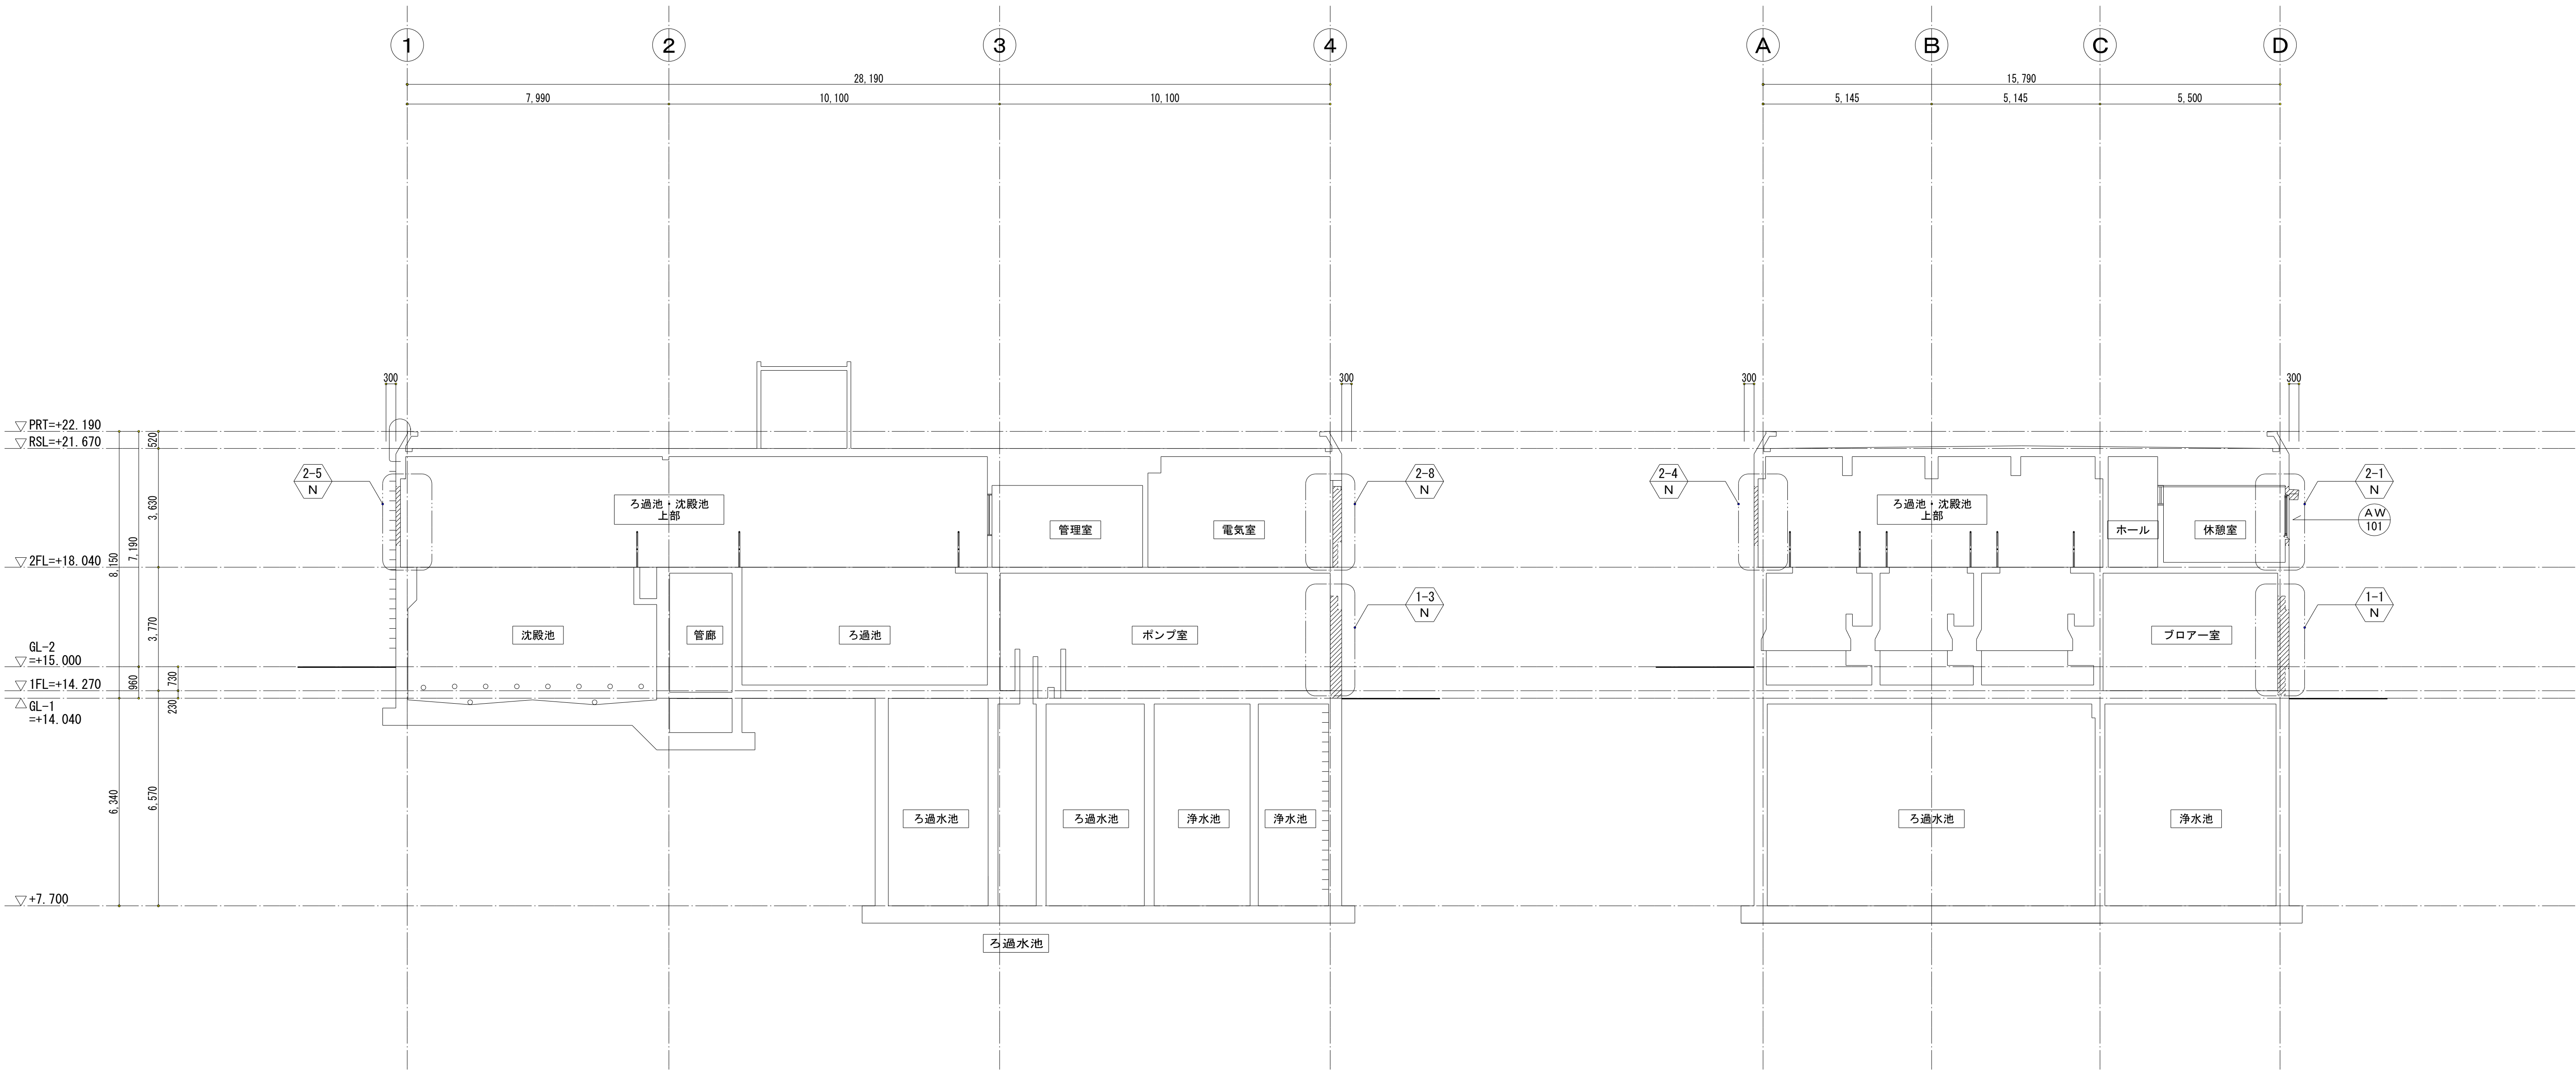 1
2
3
4
A
B
C
D
28,190
15,790
7,990
10,100
10,100
5,145
5,145
5,500
300
300
300
300
PRT=+22.190
RSL=+21.670
2FL=+18.040
GL-2
=+15.000
1FL=+14.270
GL-1
=+14.040
+7.700
520
3,630
3,770
7,190
8,150
960
730
230
6,340
6,570
2-5
N
2-8
N
1-3
N
2-4
N
2-1
N
AW
101
1-1
N
ろ過池・沈殿池
上部
管理室
電気室
沈殿池
管廊
ろ過池
ポンプ室
ろ過水池
ろ過水池
浄水池
浄水池
ろ過水池
ろ過池・沈殿池
上部
ホール
休憩室
ブロアー室
ろ過水池
浄水池